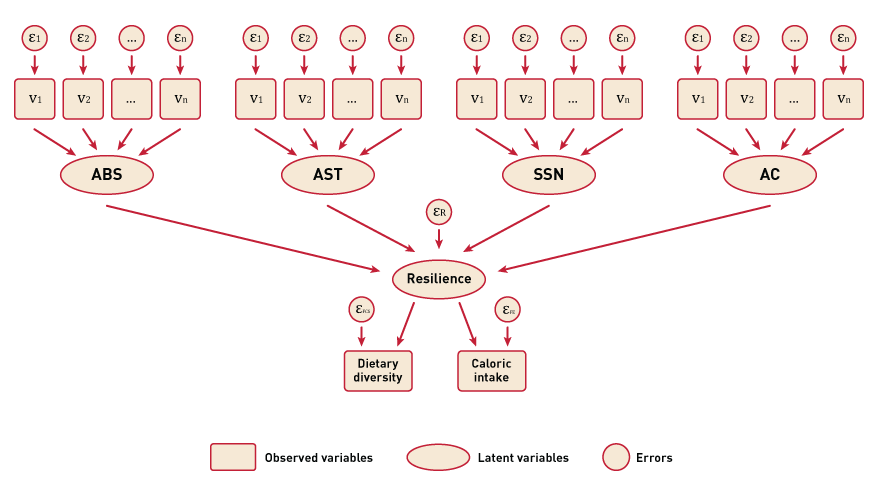 ε1 ε2 ... εn ε1 ε2 ... εn ε1 ε2 ... εn ε1 ε2 ... εn
v1 v2 ... vn v1 v2 ... vn v1 v2 ... vn v1 v2 ... vn
ABS AST SSN AC
εR
Resilience
ε ε
Dietary
diversity
Caloric
intake
Observed variables Latent variables Errors